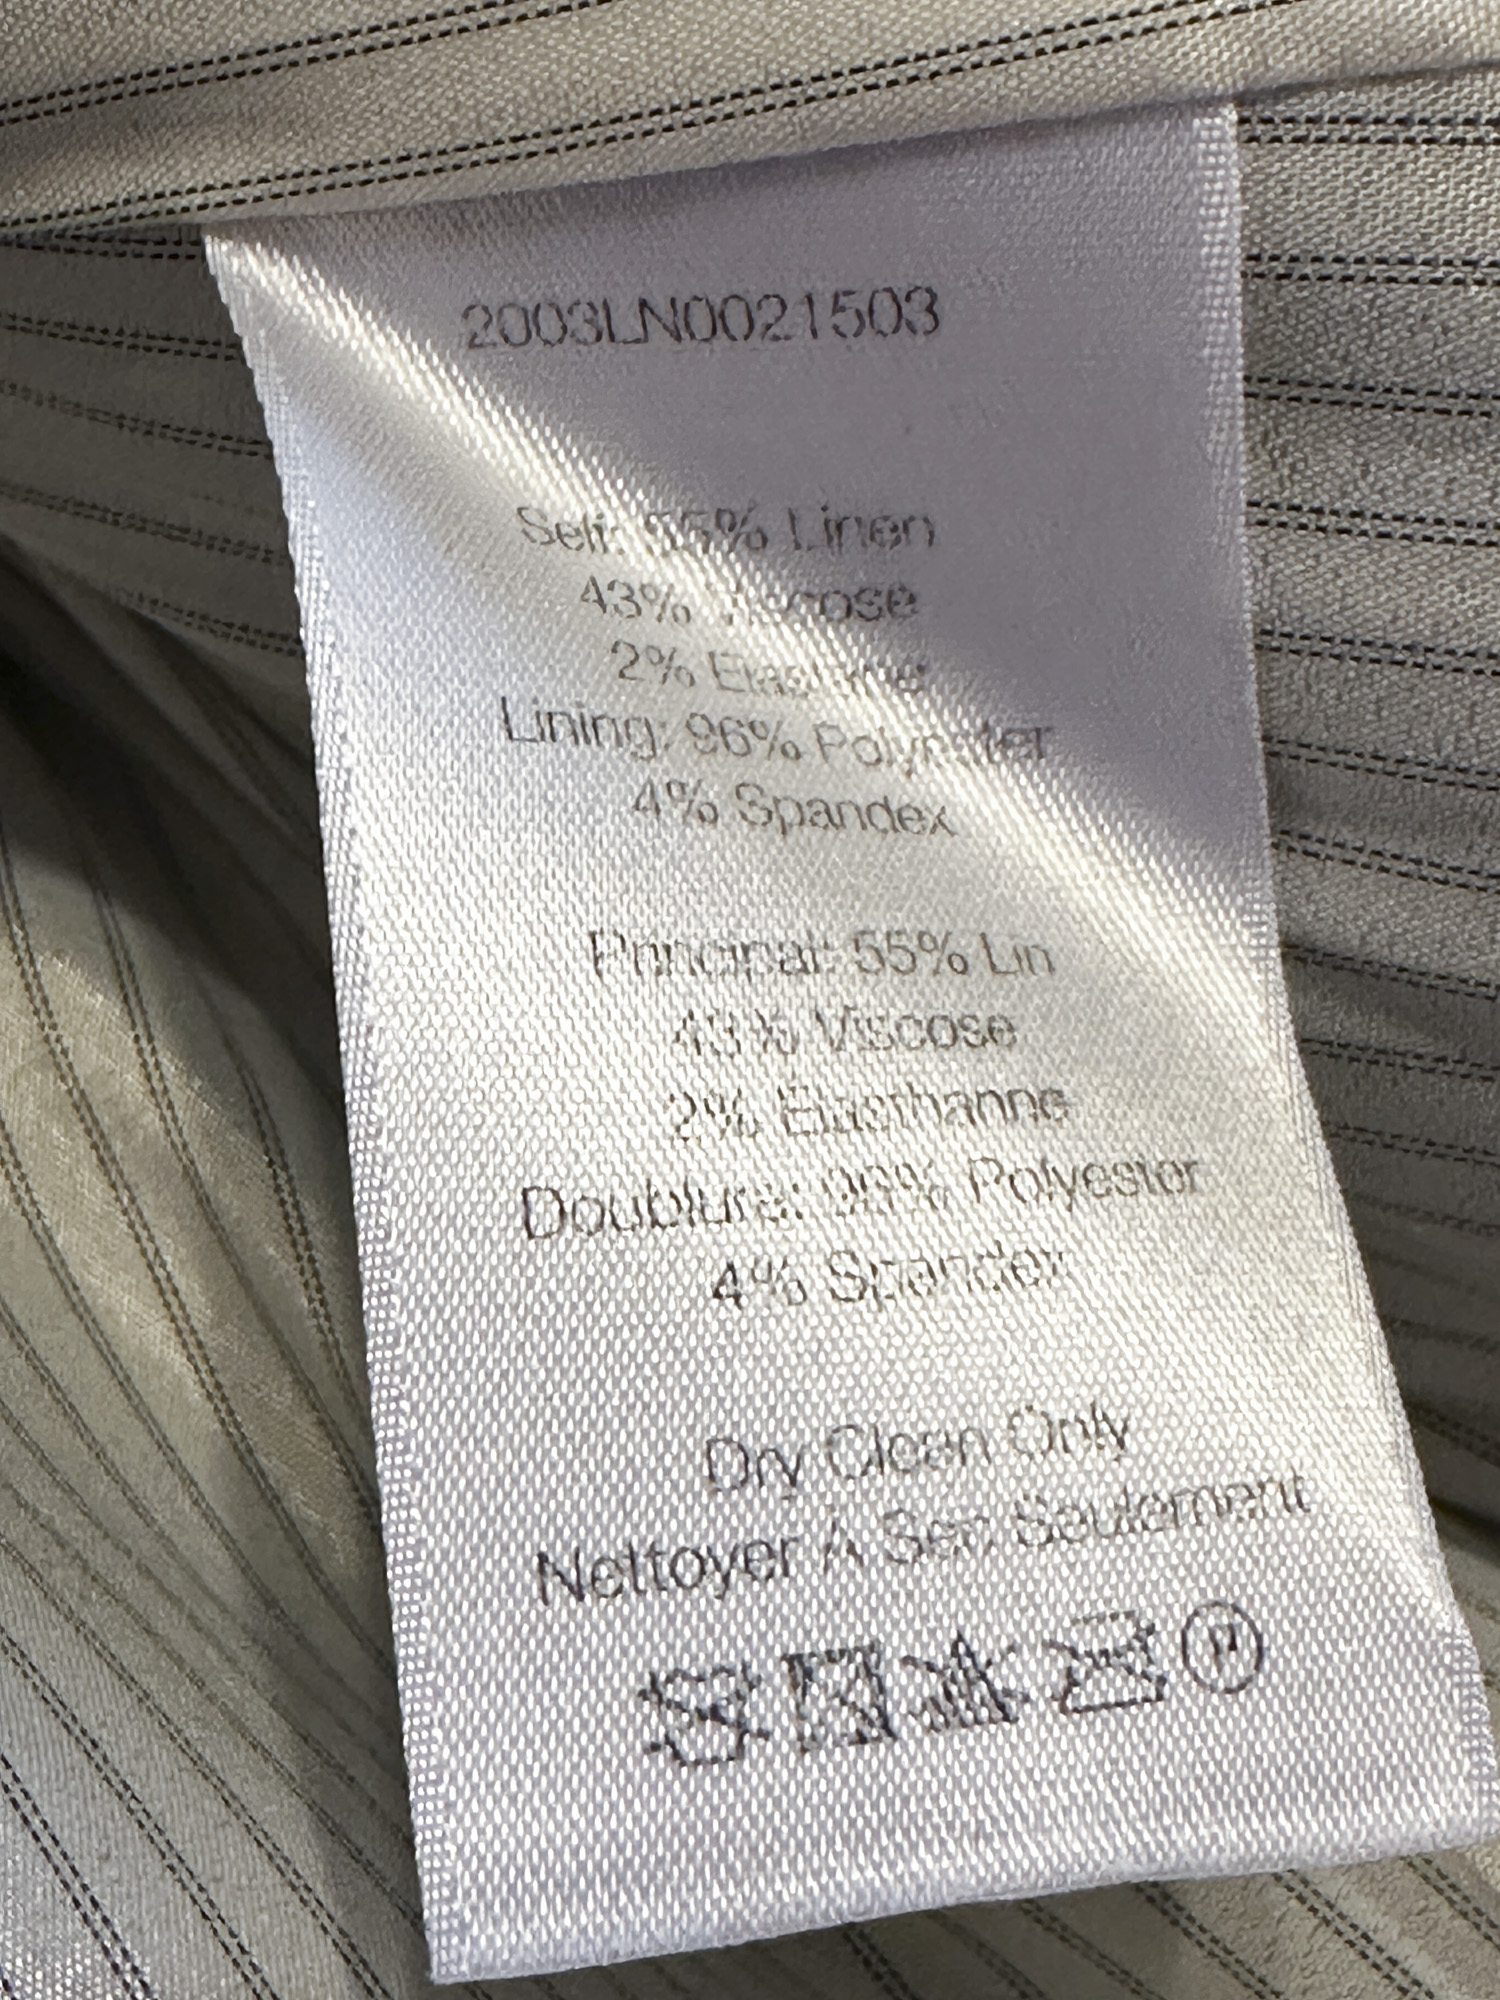 2003LN0021503
Self: 55% Linen
43% Viscose
2% Elastane
Lining: 96% Polyester
4% Spandex
Principal: 55% Lin
43% Viscose
2% Elasthanne
Doublure: 96% Polyester
4% Spandex
Dry Clean Only
Nettoyer À Sec Seulement
P